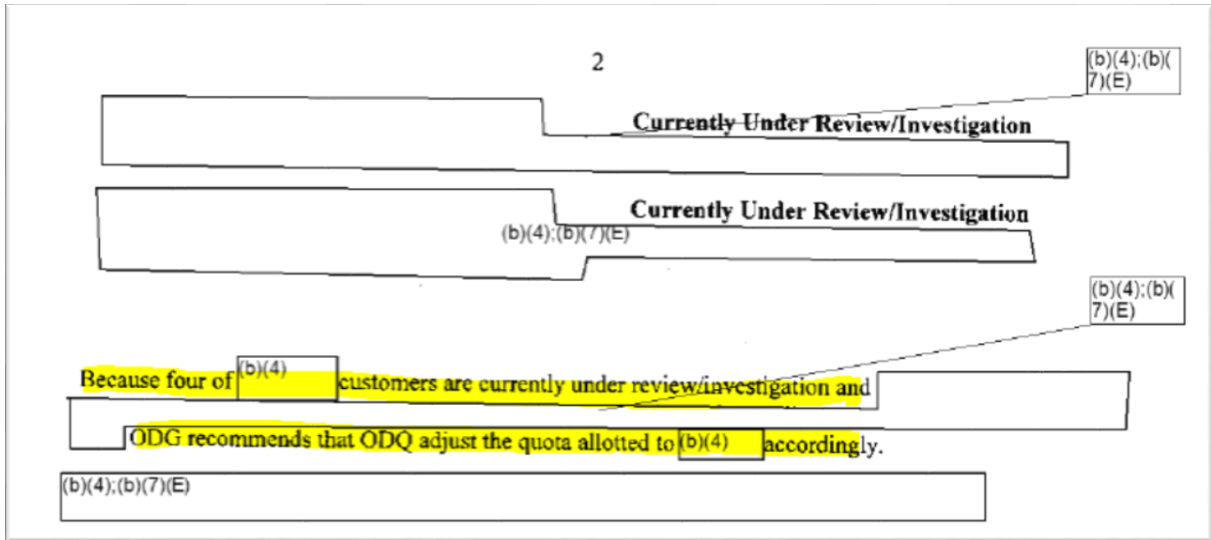 2
(b)(4);(b)(
7)(E)
Currently Under Review/Investigation
Currently Under Review/Investigation
(b)(4);(b)(7)(E)
(b)(4);(b)(
7)(E)
Because four of (b)(4) customers are currently under review/investigation and
ODG recommends that ODQ adjust the quota allotted to (b)(4) accordingly.
(b)(4);(b)(7)(E)